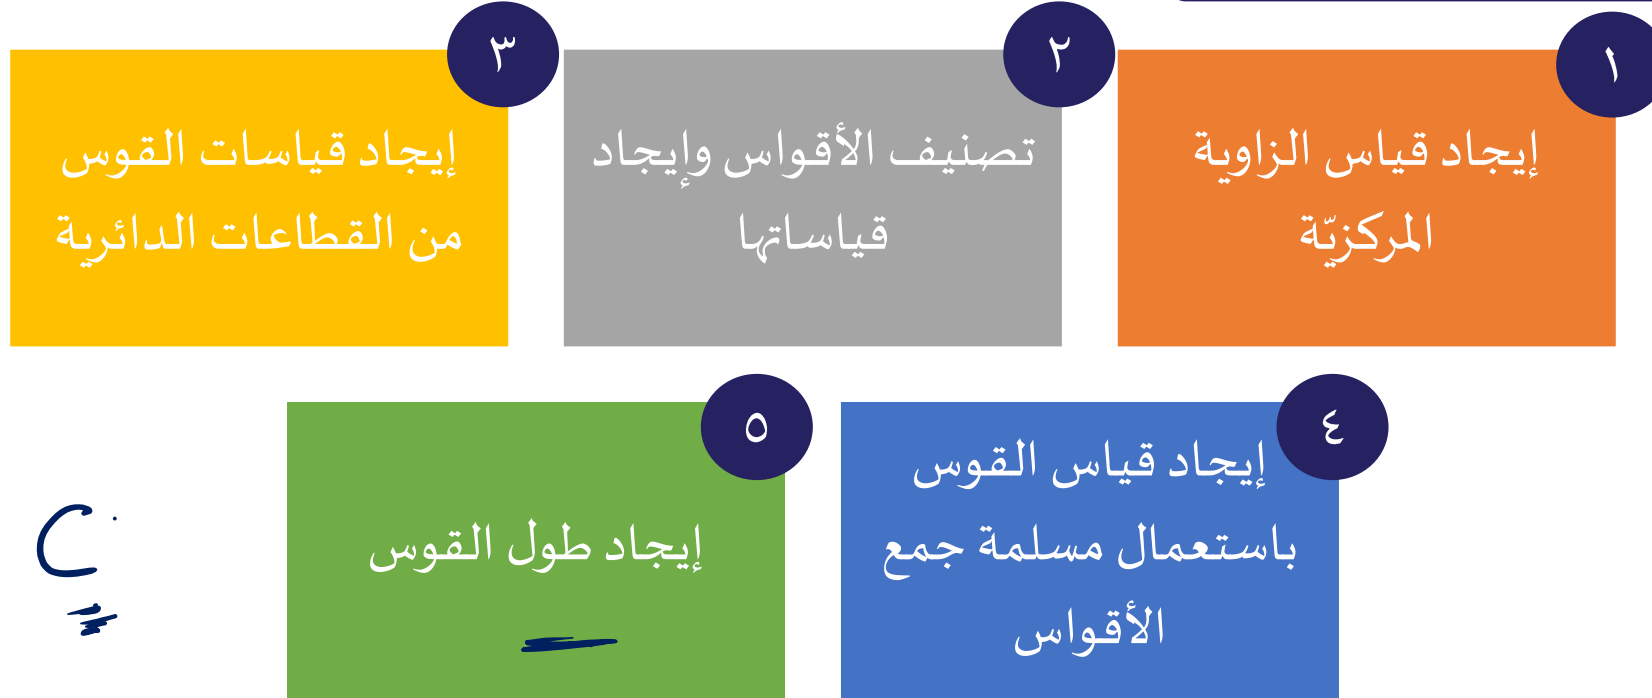 ١
إيجاد قياس الزاوية
المركزيّة
٢
تصنيف الأقواس وإيجاد
قياساتها
٣
إيجاد قياسات القوس
من القطاعات الدائرية
٤
إيجاد قياس القوس
باستعمال مسلمة جمع
الأقواس
٥
إيجاد طول القوس
C